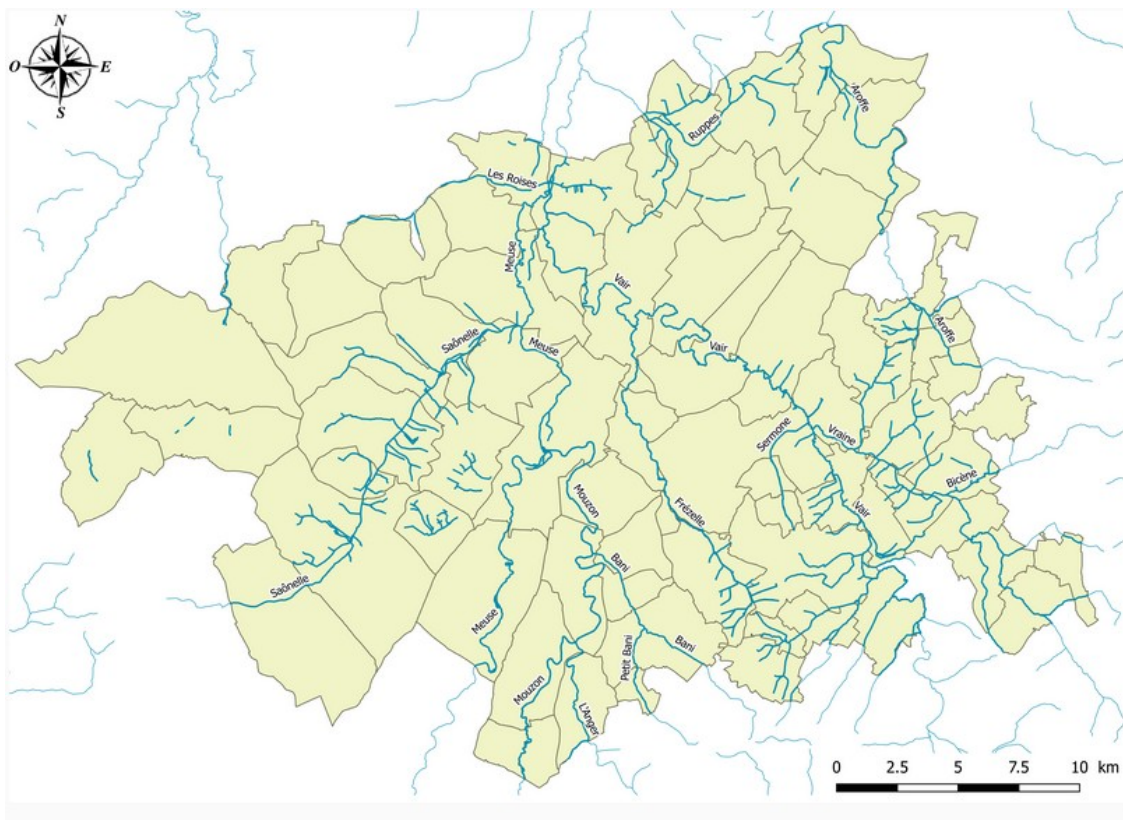 N
O E
S
Aroffe
Ruppes
Les Roises
Meuse
Vair
Saônelle
Meuse
Vair
Aroffe
Sermone
Vraine
Bicène
Mouzon
Frézelle
Vair
Bani
Saônelle
Meuse
Petit Bani
Bani
Mouzon
L'Anger
0 2.5 5 7.5 10 km